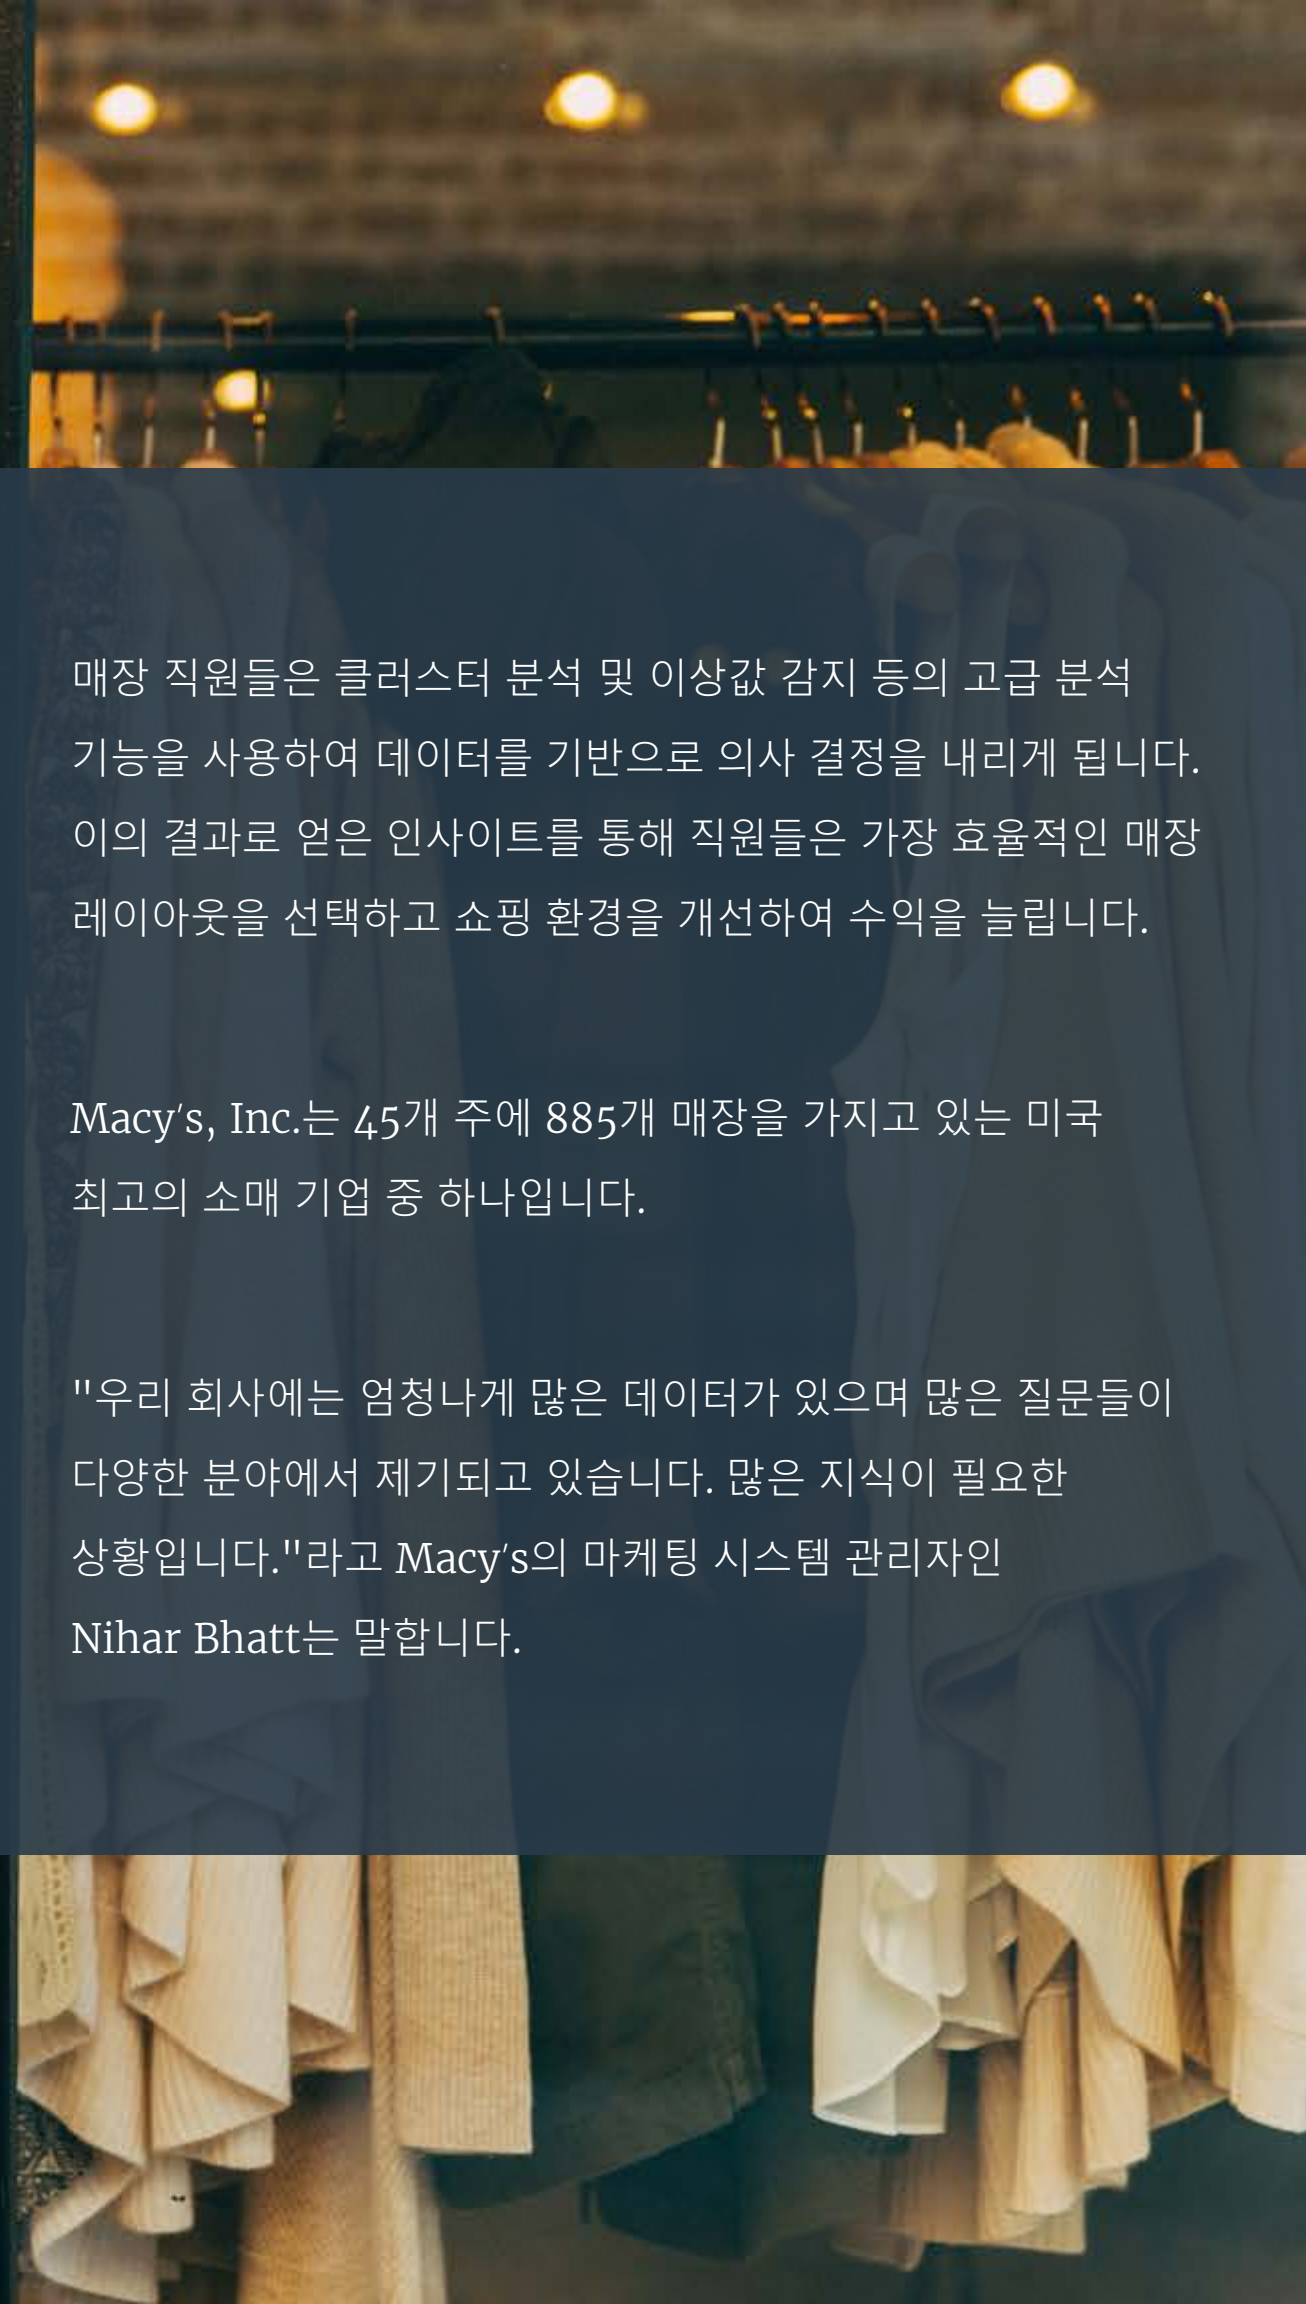 매장 직원들은 클러스터 분석 및 이상값 감지 등의 고급 분석
기능을 사용하여 데이터를 기반으로 의사 결정을 내리게 됩니다.
이의 결과로 얻은 인사이트를 통해 직원들은 가장 효율적인 매장
레이아웃을 선택하고 쇼핑 환경을 개선하여 수익을 늘립니다.
Macy's, Inc.는 45개 주에 885개 매장을 가지고 있는 미국
최고의 소매 기업 중 하나입니다.
"우리 회사에는 엄청나게 많은 데이터가 있으며 많은 질문들이
다양한 분야에서 제기되고 있습니다. 많은 지식이 필요한
상황입니다."라고 Macy's의 마케팅 시스템 관리자인
Nihar Bhatt는 말합니다.